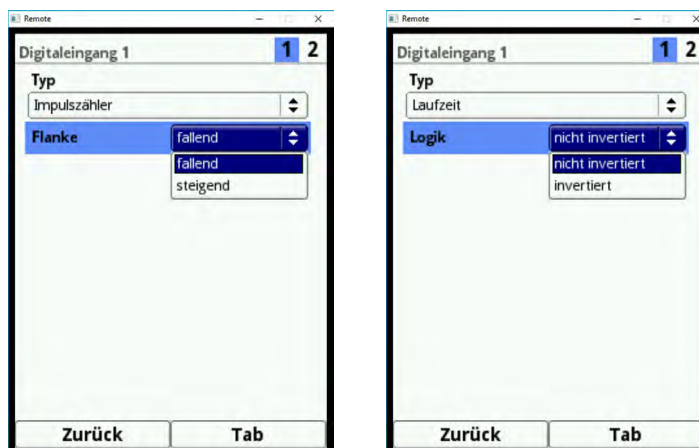 Remote
Digitaleingang 1 1 2
Typ
Impulszähler
Flanke fallend
fallend
steigend
Zurück Tab
Remote
Digitaleingang 1 1 2
Typ
Laufzeit
Logik nicht invertiert
nicht invertiert
invertiert
Zurück Tab